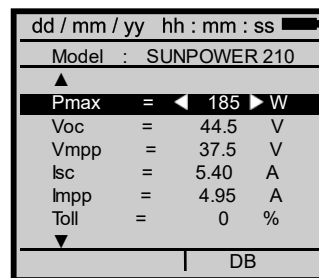 dd / mm / yy hh : mm : ss
Model : SUNPOWER 210
▲
Pmax = ◀ 185 ▶ W
Voc = 44.5 V
Vmpp = 37.5 V
Isc = 5.40 A
Impp = 4.95 A
Toll = 0 %
▼
DB